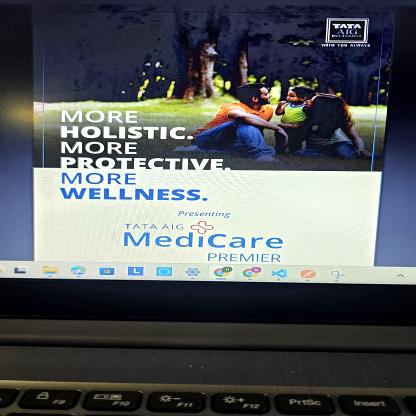 TATA
AIG
INSURANCE
WITH YOU ALWAYS
MORE
HOLISTIC.
MORE
PROTECTIVE.
MORE
WELLNESS.
Presenting
TATA AIG
MediCare
PREMIER
F9
F10
F11
F12
PrtSc
Insert